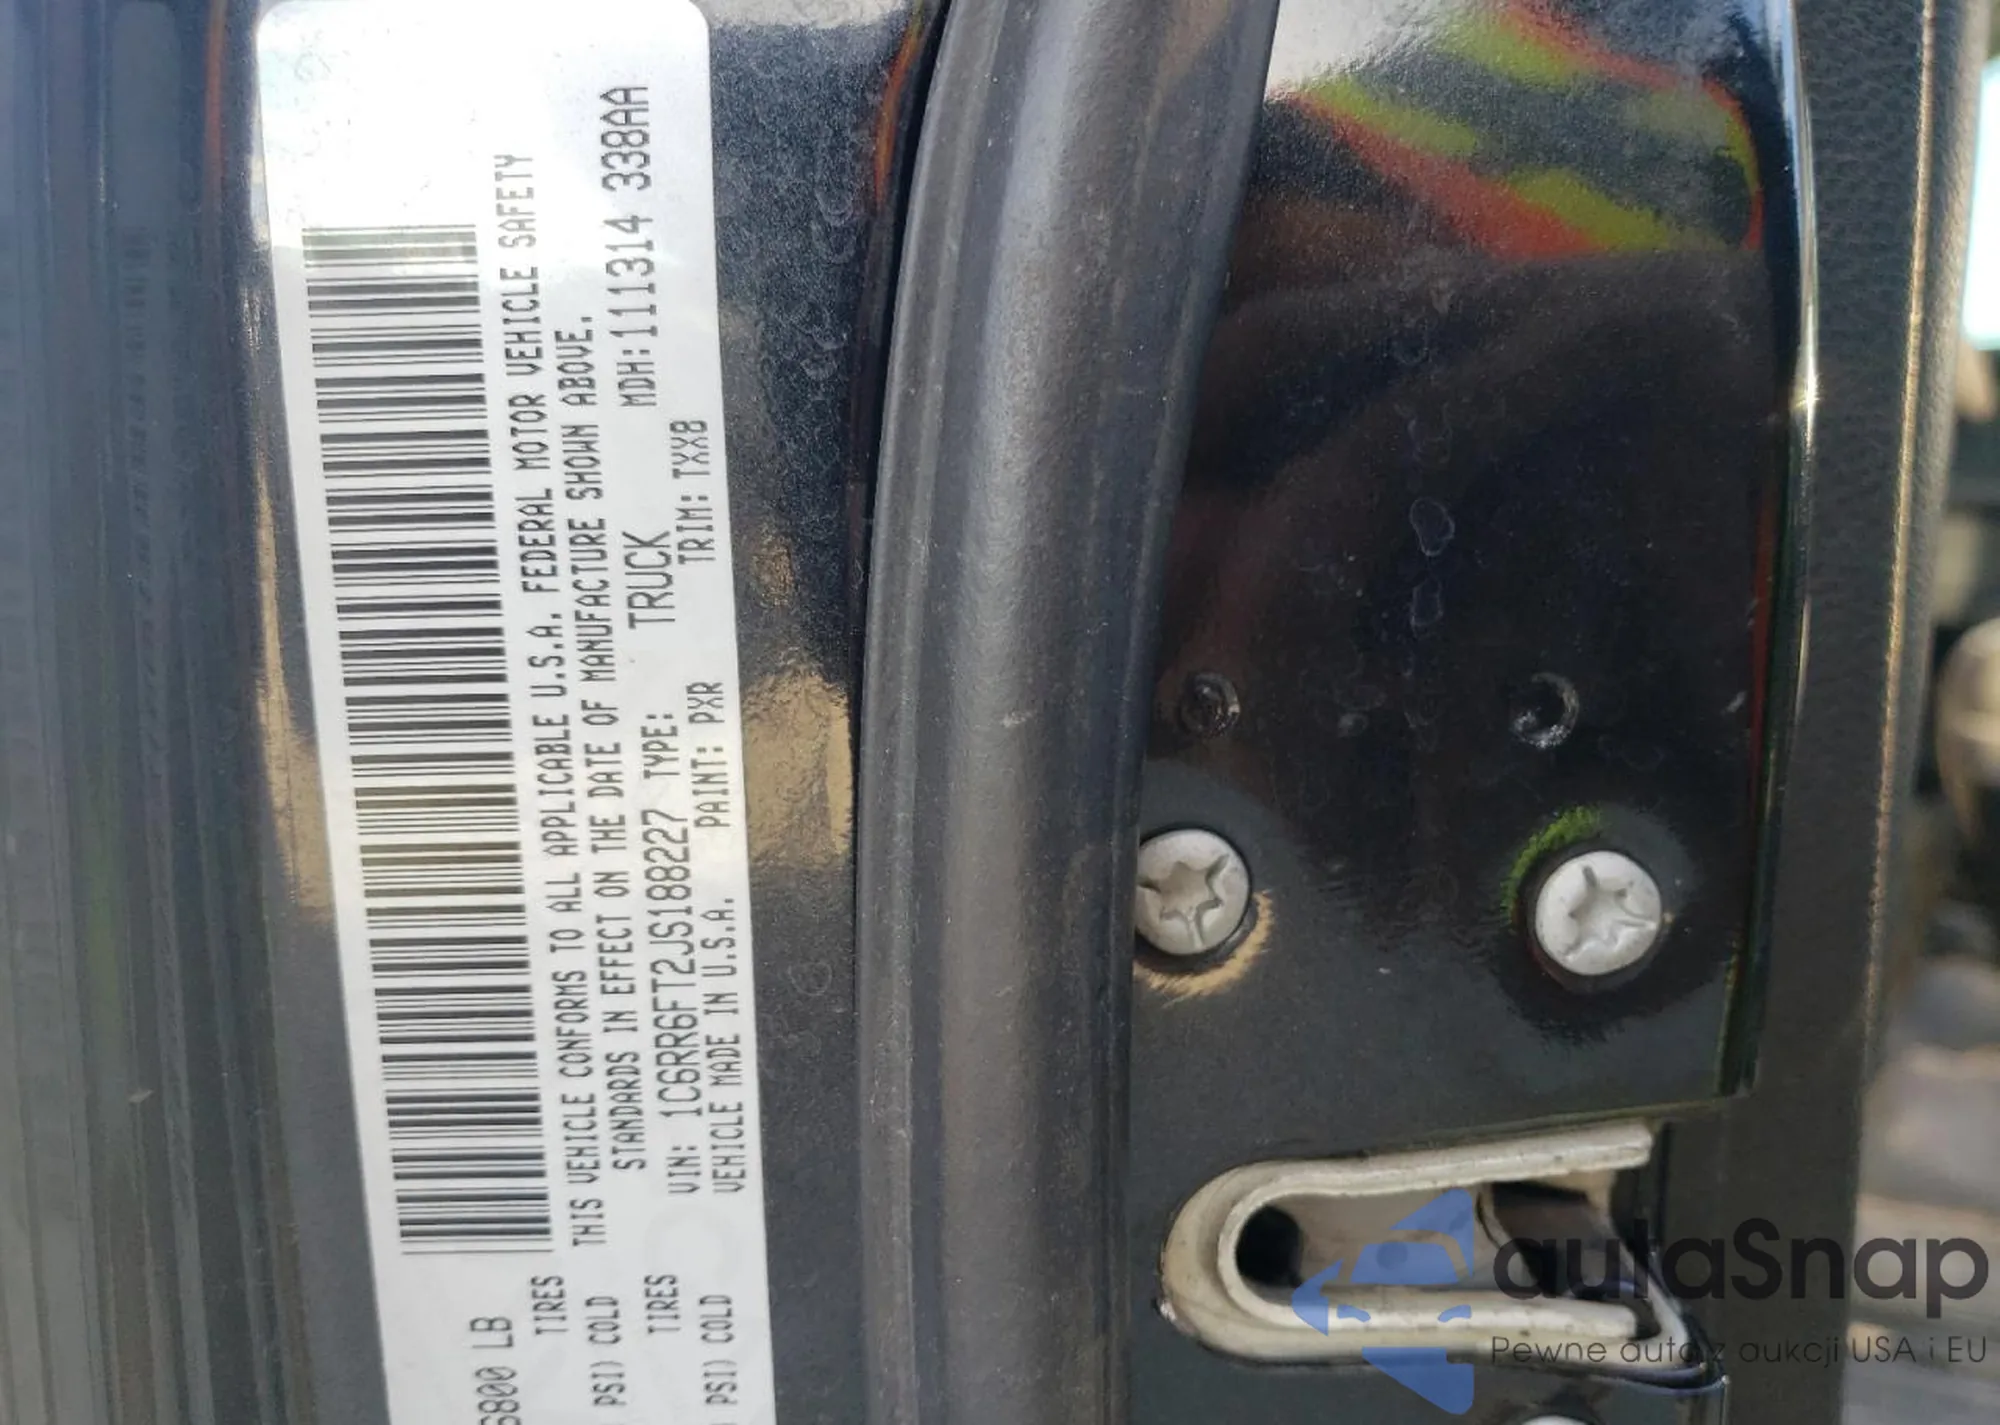 6800 LB
TIRES
PSI) COLD
TIRES
PSI) COLD
THIS VEHICLE CONFORMS TO ALL APPLICABLE U.S.A. FEDERAL MOTOR VEHICLE SAFETY
STANDARDS IN EFFECT ON THE DATE OF MANUFACTURE SHOWN ABOVE.
VIN: 1C6RR6FT2JS188227 TYPE: TRUCK MDH: 111314 338AA
VEHICLE MADE IN U.S.A. PAINT: PXR TRIM: TXX8
autaSnap
Pewne auta z aukcji USA i EU